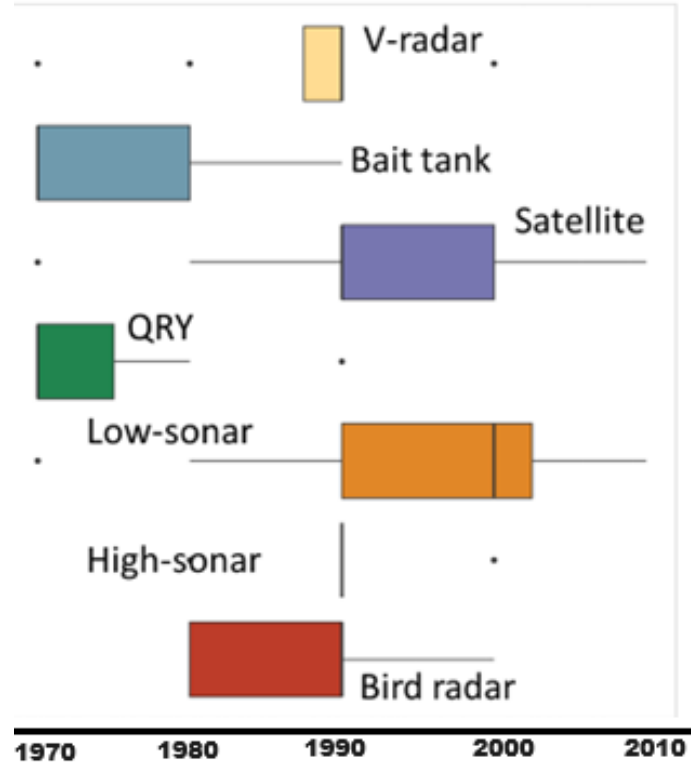 V-radar
Bait tank
Satellite
QRY
Low-sonar
High-sonar
Bird radar
1970 1980 1990 2000 2010